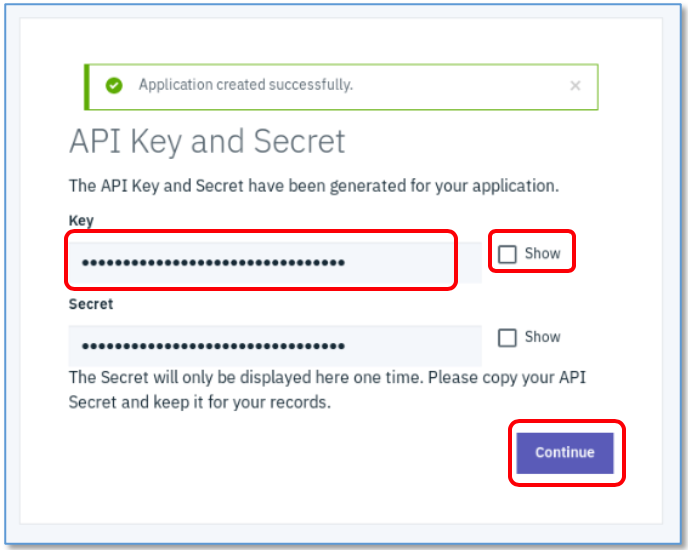 Application created successfully.
API Key and Secret
The API Key and Secret have been generated for your application.
Key
••••••••••••••••••••••••••••••••
Show
Secret
••••••••••••••••••••••••••••••••
Show
The Secret will only be displayed here one time. Please copy your API
Secret and keep it for your records.
Continue